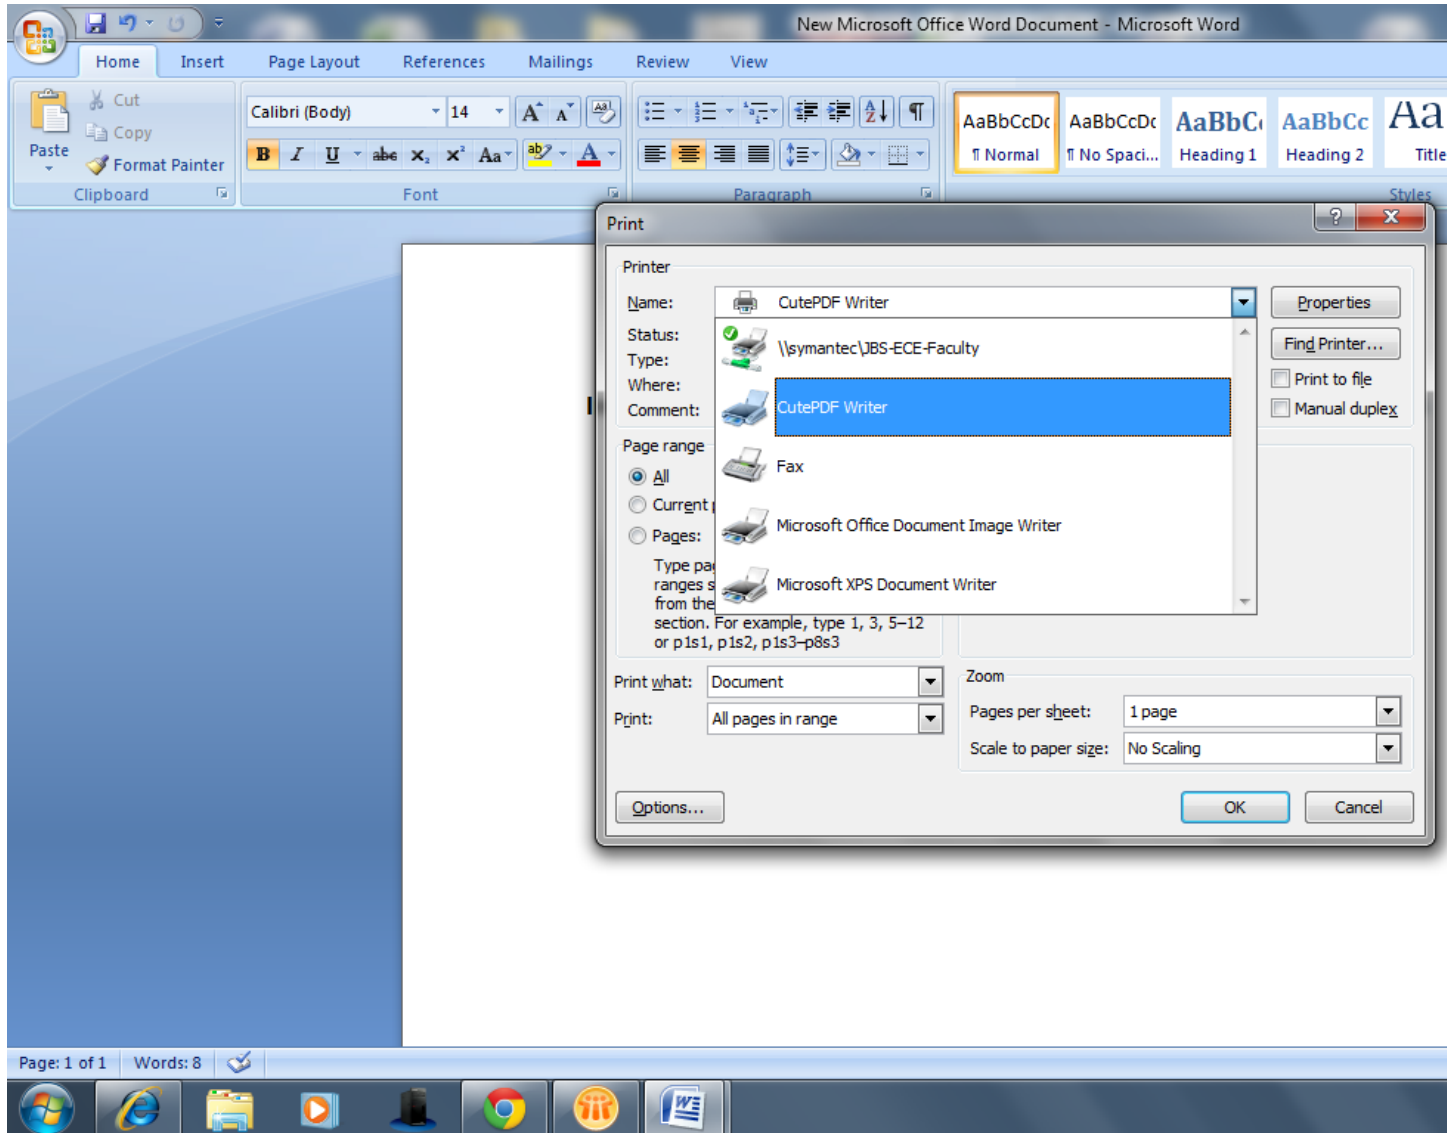 New Microsoft Office Word Document - Microsoft Word
Home Insert Page Layout References Mailings Review View
Cut
Copy
Paste
Format Painter
Clipboard
Calibri (Body) 14
Font
Paragraph
AaBbCcDc AaBbCcDc AaBbC AaBbCc Aa
¶ Normal ¶ No Spaci... Heading 1 Heading 2 Title
Styles
Print
Printer
Name: CutePDF Writer Properties
Status:
Type:
Where:
Comment:
\\symantec\JBS-ECE-Faculty
CutePDF Writer
Fax
Microsoft Office Document Image Writer
Microsoft XPS Document Writer
Find Printer...
Print to file
Manual duplex
Page range
All
Current
Pages:
Type
ranges
from the
section. For example, type 1, 3, 5–12
or p1s1, p1s2, p1s3–p8s3
Print what: Document
Print: All pages in range
Zoom
Pages per sheet: 1 page
Scale to paper size: No Scaling
Options... OK Cancel
Page: 1 of 1 Words: 8